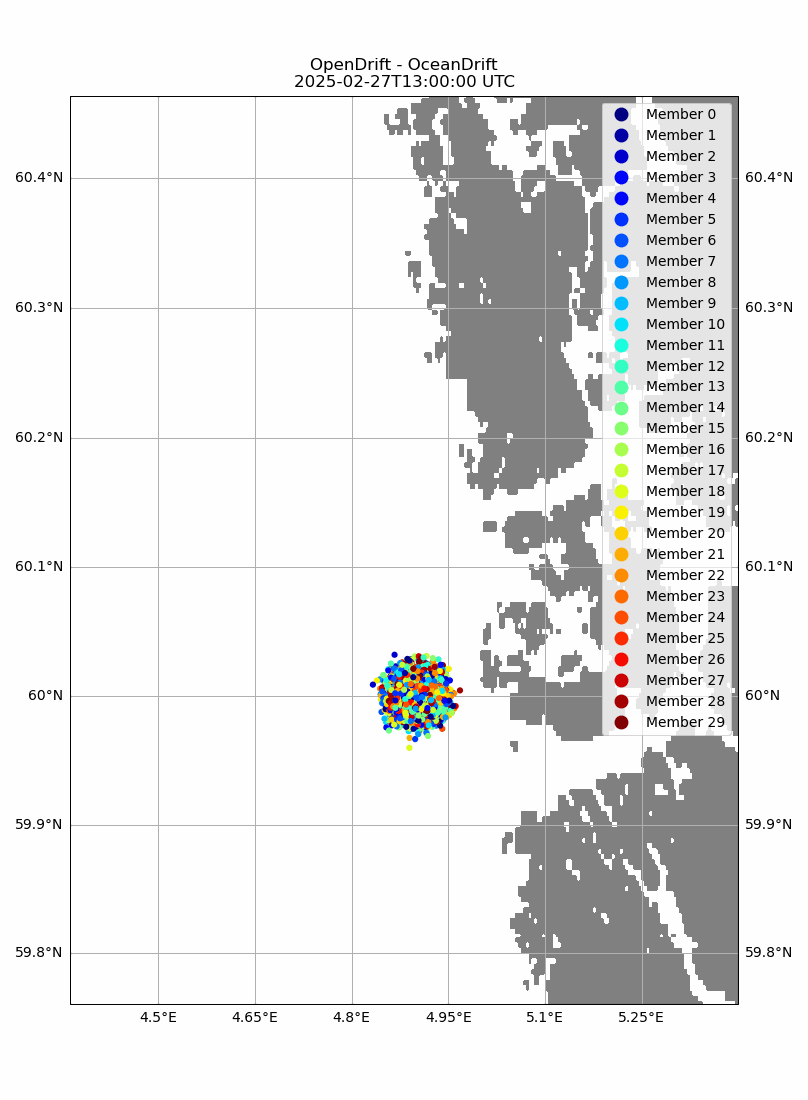 OpenDrift - OceanDrift
2025-02-27T13:00:00 UTC
Member 0
Member 1
Member 2
Member 3
Member 4
Member 5
Member 6
Member 7
Member 8
Member 9
Member 10
Member 11
Member 12
Member 13
Member 14
Member 15
Member 16
Member 17
Member 18
Member 19
Member 20
Member 21
Member 22
Member 23
Member 24
Member 25
Member 26
Member 27
Member 28
Member 29
60.4°N 60.4°N
60.3°N 60.3°N
60.2°N 60.2°N
60.1°N 60.1°N
60°N 60°N
59.9°N 59.9°N
59.8°N 59.8°N
4.5°E 4.65°E 4.8°E 4.95°E 5.1°E 5.25°E